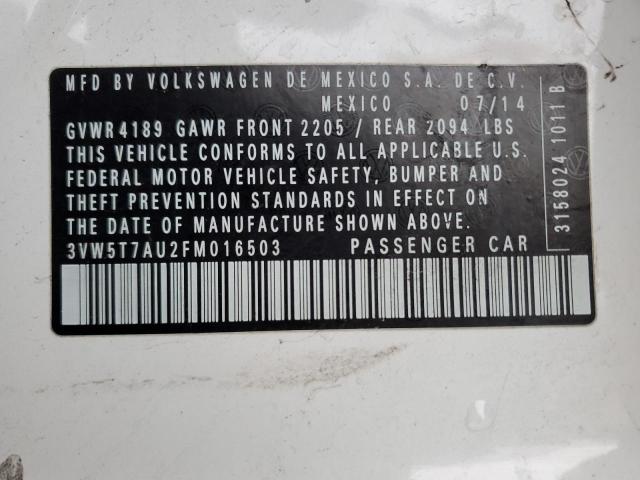 MFD BY VOLKSWAGEN DE MEXICO S.A. DE C.V.
MEXICO 07/14
GVWR 4189 GAWR FRONT 2205 / REAR 2094 LBS
THIS VEHICLE CONFORMS TO ALL APPLICABLE U.S.
FEDERAL MOTOR VEHICLE SAFETY, BUMPER AND
THEFT PREVENTION STANDARDS IN EFFECT ON
THE DATE OF MANUFACTURE SHOWN ABOVE.
3VW5T7AU2FM016503 PASSENGER CAR
3158024 1011 B